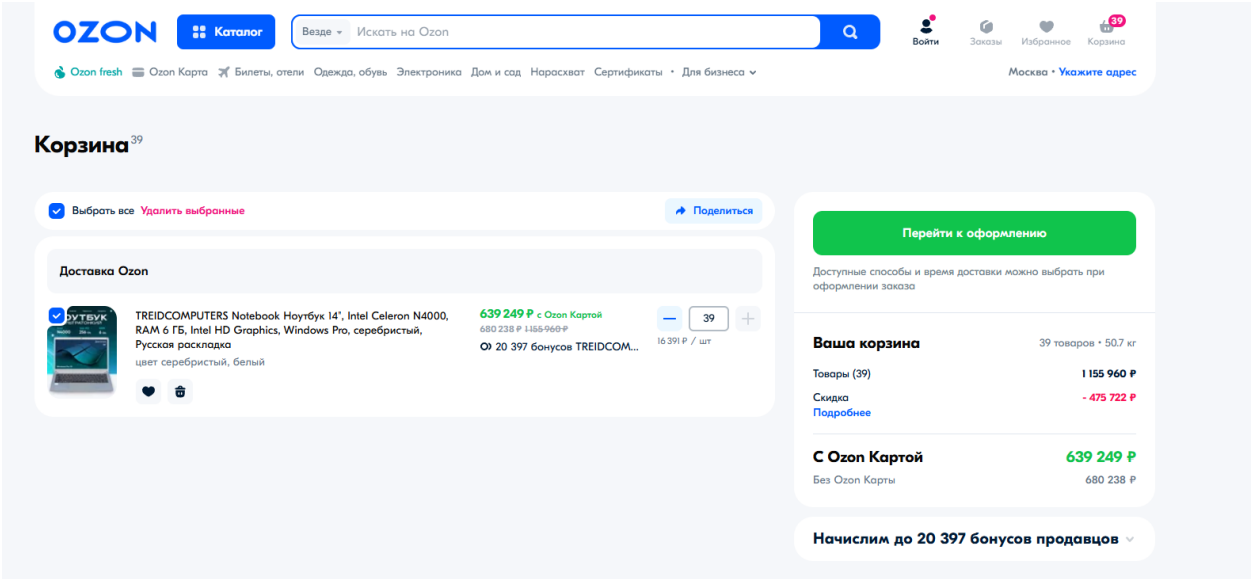 OZON
Каталог
Везде
Искать на Ozon
Войти
Заказы
Избранное
39
Корзина
Ozon fresh
Ozon Карта
Билеты, отели
Одежда, обувь
Электроника
Дом и сад
Нарасхват
Сертификаты
•
Для бизнеса
Москва • Укажите адрес
Корзина 39
Выбрать все
Удалить выбранные
Поделиться
Доставка Ozon
НОУТБУК
TREIDCOMPUTERS Notebook Ноутбук 14", Intel Celeron N4000,
RAM 6 ГБ, Intel HD Graphics, Windows Pro, серебристый,
Русская раскладка
цвет серебристый, белый
639 249 ₽ с Ozon Картой
680 238 ₽ 1 155 960 ₽
20 397 бонусов TREIDCOM...
39
16 391 ₽ / шт
Перейти к оформлению
Доступные способы и время доставки можно выбрать при
оформлении заказа
Ваша корзина
39 товаров • 50.7 кг
Товары (39)
1 155 960 ₽
Скидка
- 475 722 ₽
Подробнее
С Ozon Картой
639 249 ₽
Без Ozon Карты
680 238 ₽
Начислим до 20 397 бонусов продавцов